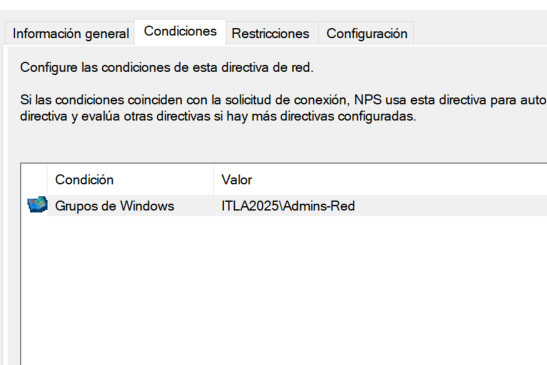 Información general Condiciones Restricciones Configuración
Configure las condiciones de esta directiva de red.
Si las condiciones coinciden con la solicitud de conexión, NPS usa esta directiva para auto
directiva y evalúa otras directivas si hay más directivas configuradas.
Condición Valor
Grupos de Windows ITLA2025\Admins-Red